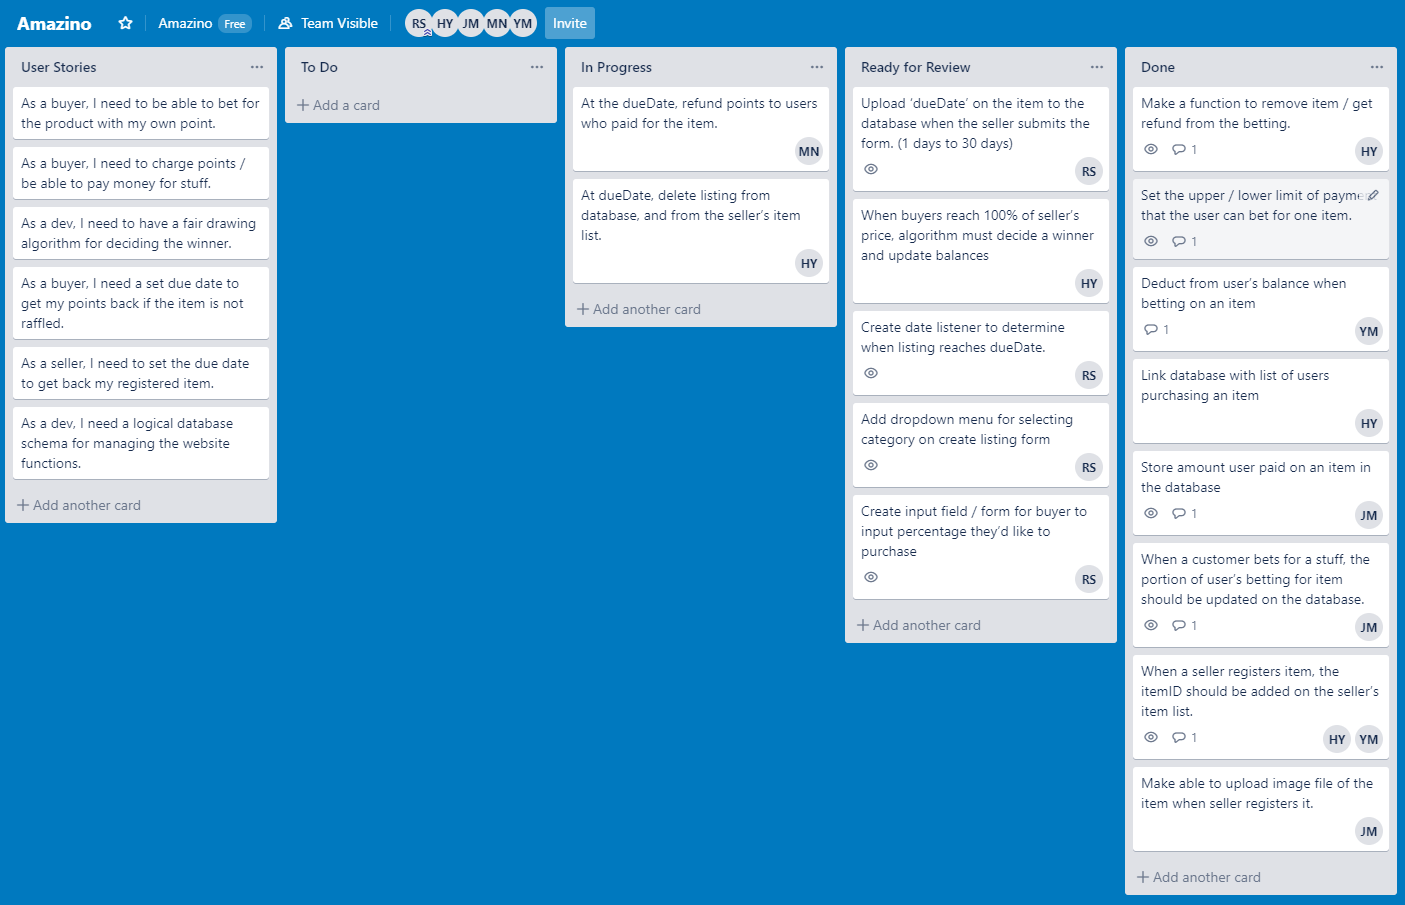 Amazino
Amazino Free
Team Visible
RS HY JM MN YM
Invite
User Stories
As a buyer, I need to be able to bet for
the product with my own point.
As a buyer, I need to charge points /
be able to pay money for stuff.
As a dev, I need to have a fair drawing
algorithm for deciding the winner.
As a buyer, I need a set due date to
get my points back if the item is not
raffled.
As a seller, I need to set the due date
to get back my registered item.
As a dev, I need a logical database
schema for managing the website
functions.
+ Add another card
To Do
+ Add a card
In Progress
At the dueDate, refund points to users
who paid for the item.
MN
At dueDate, delete listing from
database, and from the seller's item
list.
HY
+ Add another card
Ready for Review
Upload 'dueDate' on the item to the
database when the seller submits the
form. (1 days to 30 days)
RS
When buyers reach 100% of seller's
price, algorithm must decide a winner
and update balances
HY
Create date listener to determine
when listing reaches dueDate.
RS
Add dropdown menu for selecting
category on create listing form
RS
Create input field / form for buyer to
input percentage they'd like to
purchase
RS
+ Add another card
Done
Make a function to remove item / get
refund from the betting.
1
HY
Set the upper / lower limit of payment
that the user can bet for one item.
1
Deduct from user's balance when
betting on an item
1
YM
Link database with list of users
purchasing an item
HY
Store amount user paid on an item in
the database
1
JM
When a customer bets for a stuff, the
portion of user's betting for item
should be updated on the database.
1
JM
When a seller registers item, the
itemID should be added on the seller's
item list.
1
HY YM
Make able to upload image file of the
item when seller registers it.
JM
+ Add another card